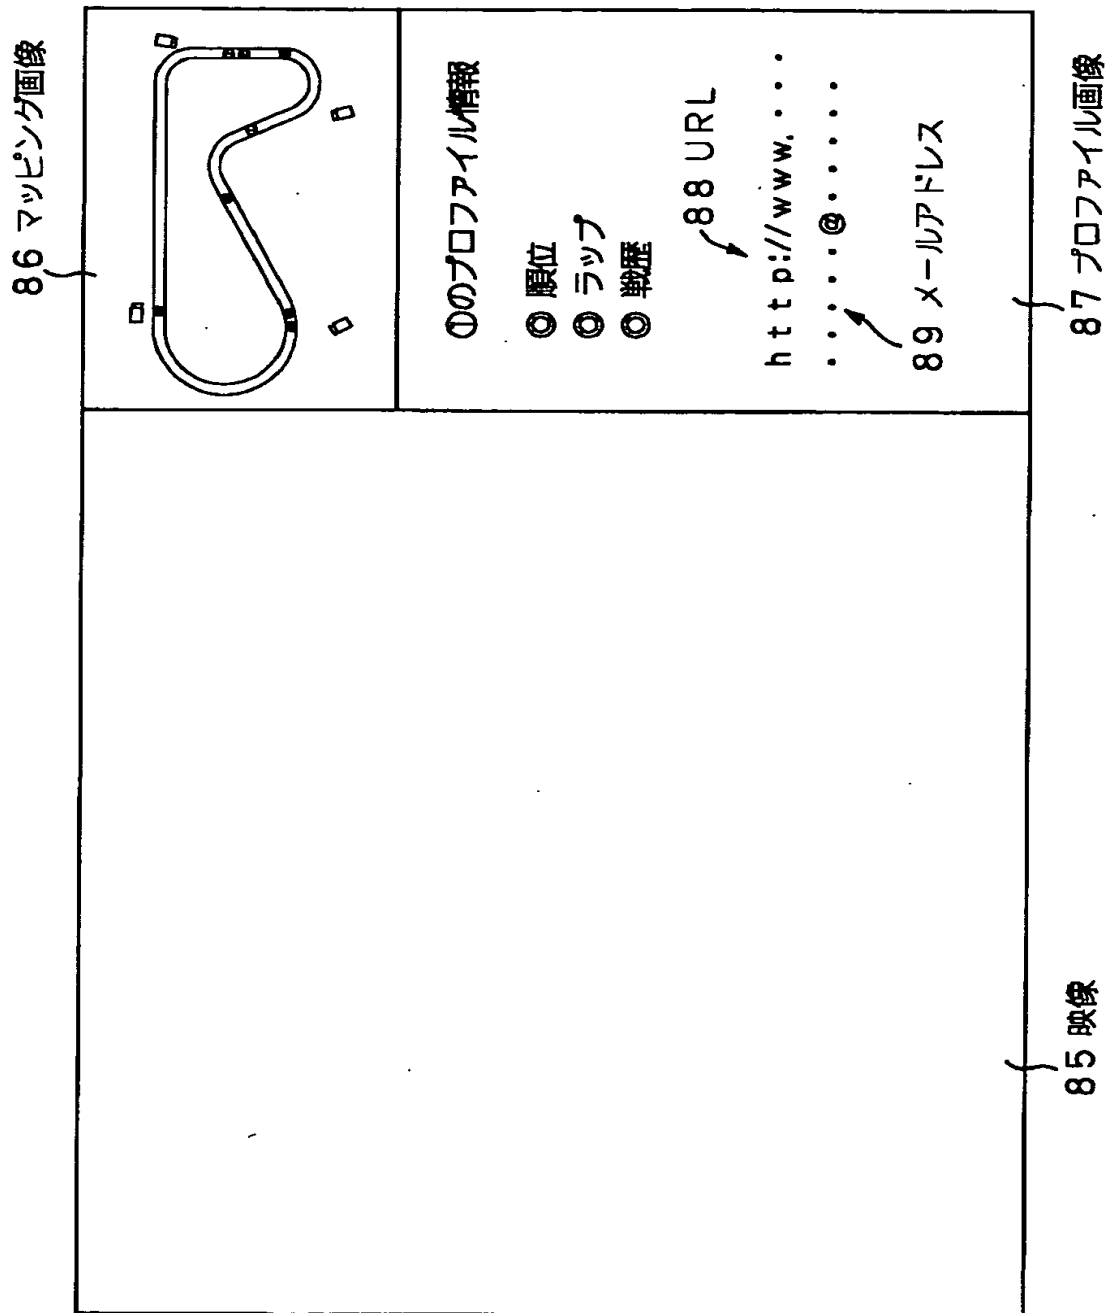 86 マッピング画像
①のプロファイル情報
◎ 順位
◎ ラップ
◎ 戦歴
88 URL
http://www. ・・・
・・・・・@・・・・・
89 メールアドレス
87 プロファイル画像
85 映像